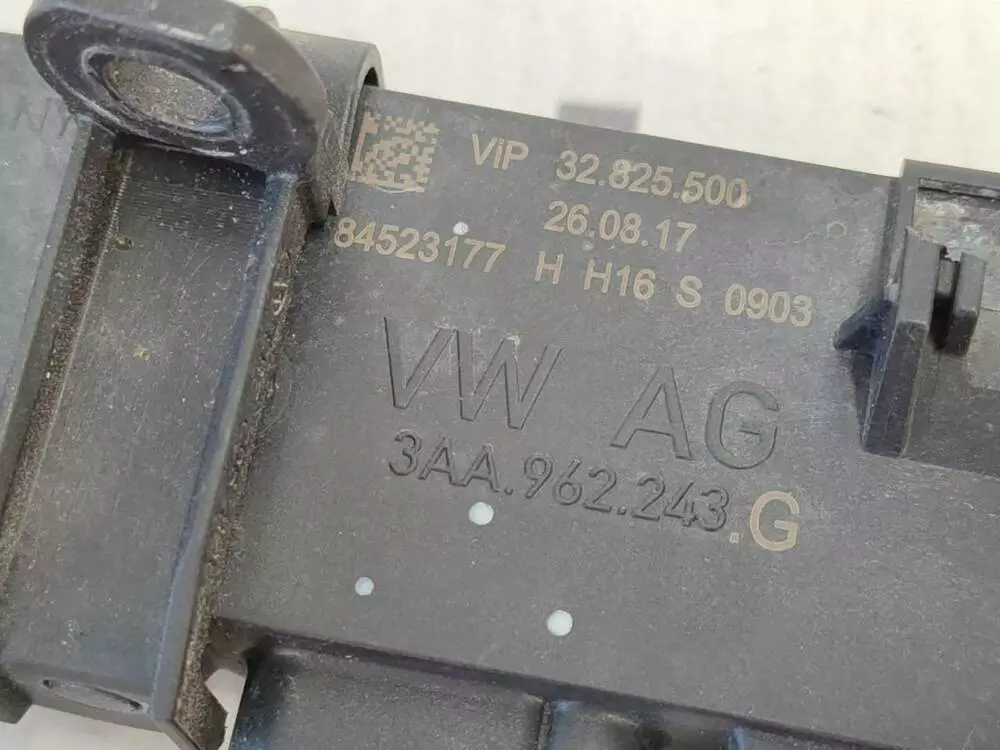 ViP 32.825.500
26.08.17
84523177 H H16 S 0903
VW AG
3AA.962.243.G